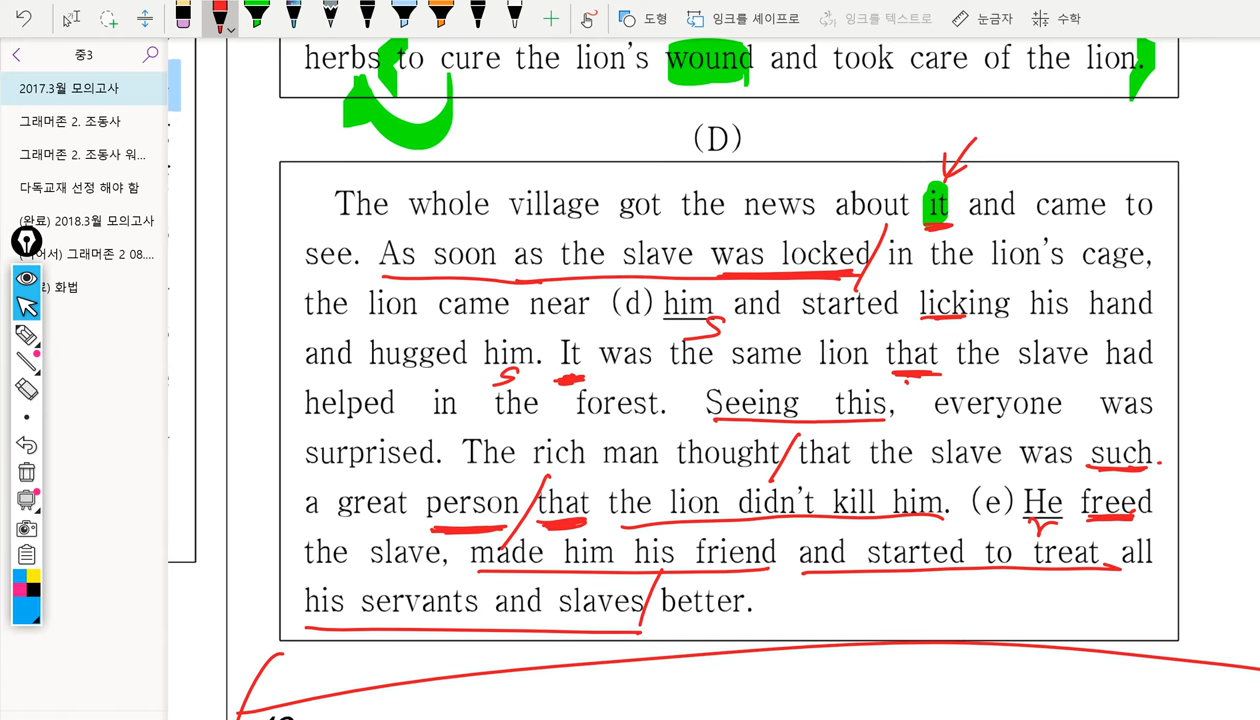 도형
잉크를 셰이프로
잉크를 텍스트로
눈금자
수학
중3
2017.3월 모의고사
그래머존 2. 조동사
그래머존 2. 조동사 워...
다독교재 선정 해야 함
(완료) 2018.3월 모의고사
어서) 그래머존 2 08....
) 화법
herbs to cure the lion's wound and took care of the lion.
(D)
The whole village got the news about it and came to
see. As soon as the slave was locked in the lion's cage,
the lion came near (d) him and started licking his hand
s
and hugged him. It was the same lion that the slave had
s
helped in the forest. Seeing this, everyone was
surprised. The rich man thought that the slave was such
a great person that the lion didn't kill him. (e) He freed
r
the slave, made him his friend and started to treat all
his servants and slaves better.